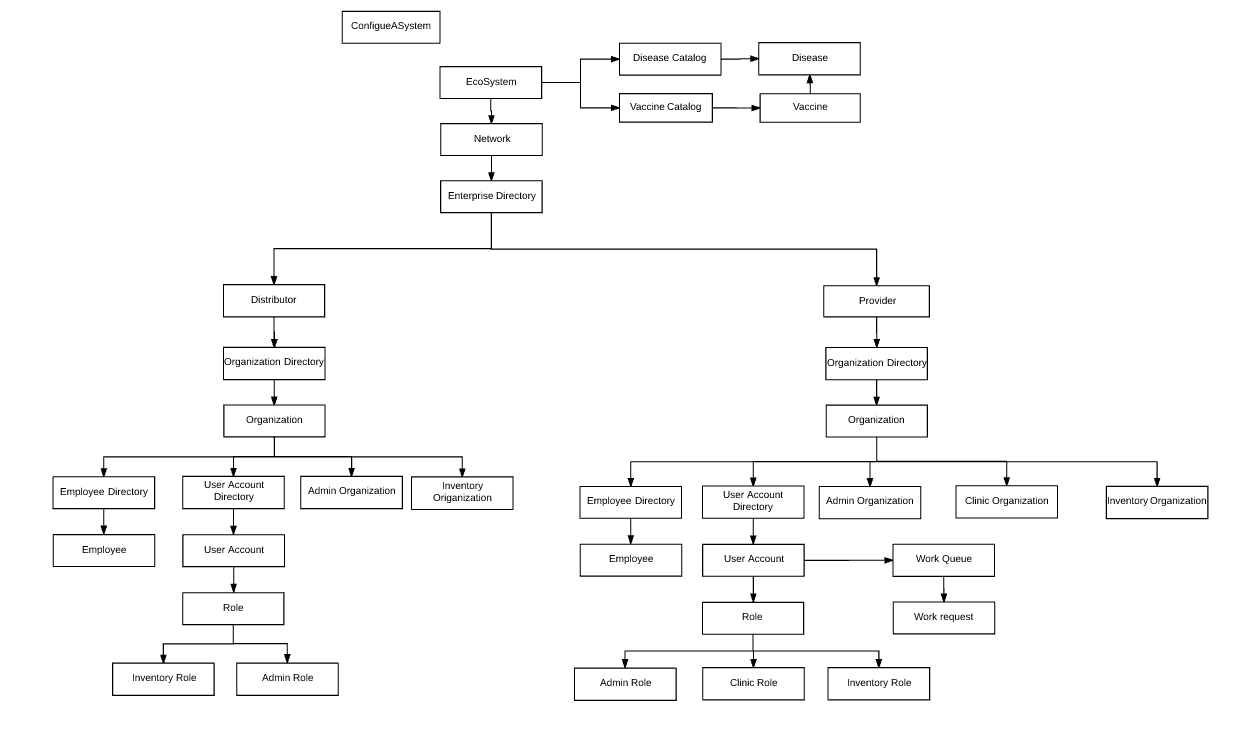 ConfigueASystem
Disease Catalog
Disease
EcoSystem
Vaccine Catalog
Vaccine
Network
Enterprise Directory
Distributor
Provider
Organization Directory
Organization Directory
Organization
Organization
Employee Directory
User Account
Directory
Admin Organization
Inventory
Organization
Employee Directory
User Account
Directory
Admin Organization
Clinic Organization
Inventory Organization
Employee
User Account
Employee
User Account
Work Queue
Role
Role
Work request
Inventory Role
Admin Role
Admin Role
Clinic Role
Inventory Role